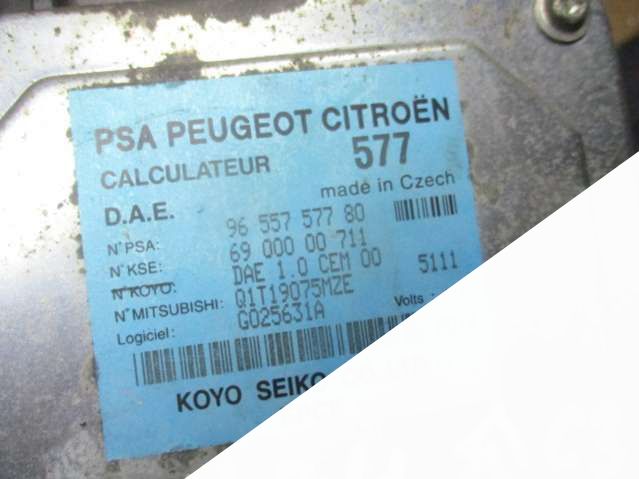 PSA PEUGEOT CITROËN
CALCULATEUR 577
D.A.E. made in Czech
N°PSA: 96 557 577 80
N°KSE: 69 000 00 711
N°KOYO: DAE 1.0 CEM 00 5111
N°MITSUBISHI: Q1T19075MZE
Logiciel: G025631A Volts
KOYO SEIKO